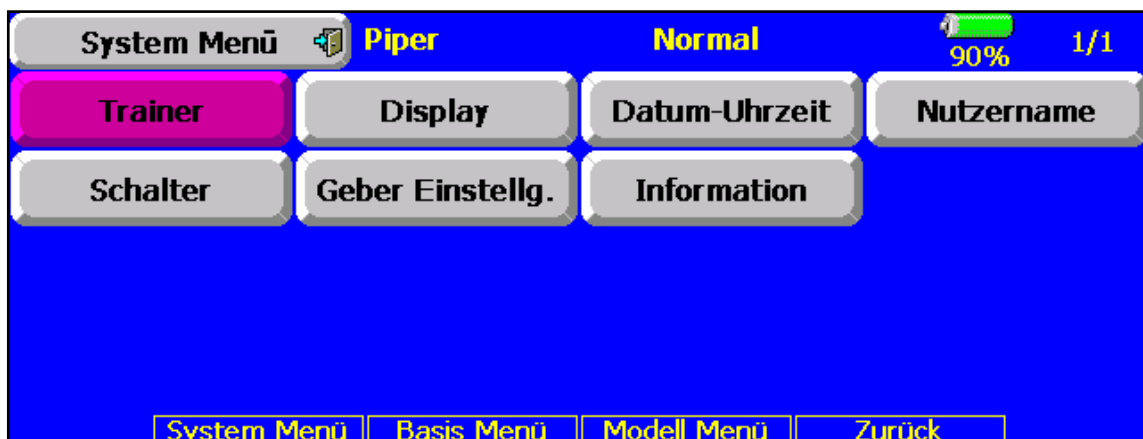 System Menü Piper Normal 90% 1/1
Trainer Display Datum-Uhrzeit Nutzername
Schalter Geber Einstellg. Information
System Menü Basis Menü Modell Menü Zurück